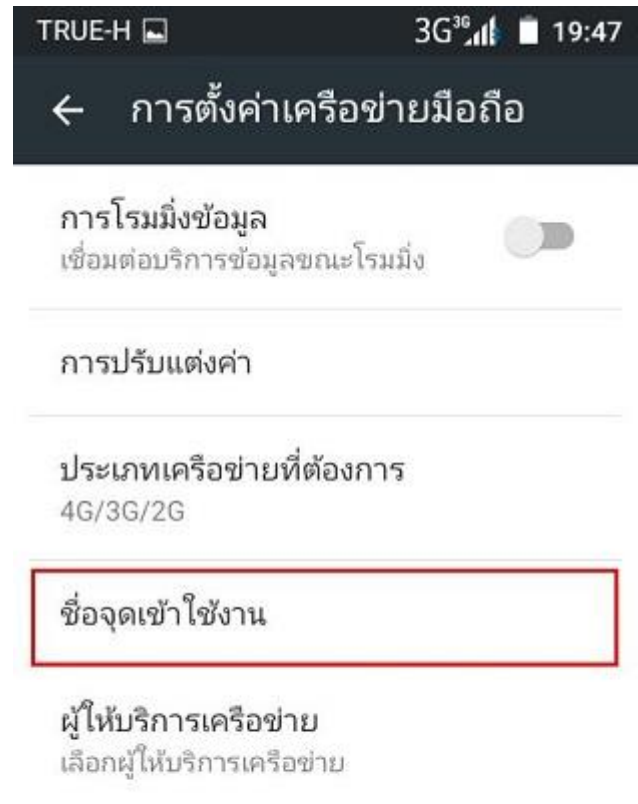 TRUE-H 3G 3G 19:47
การตั้งค่าเครือข่ายมือถือ
การโรมมิ่งข้อมูล
เชื่อมต่อบริการข้อมูลขณะโรมมิ่ง
การปรับแต่งค่า
ประเภทเครือข่ายที่ต้องการ
4G/3G/2G
ชื่อจุดเข้าใช้งาน
ผู้ให้บริการเครือข่าย
เลือกผู้ให้บริการเครือข่าย